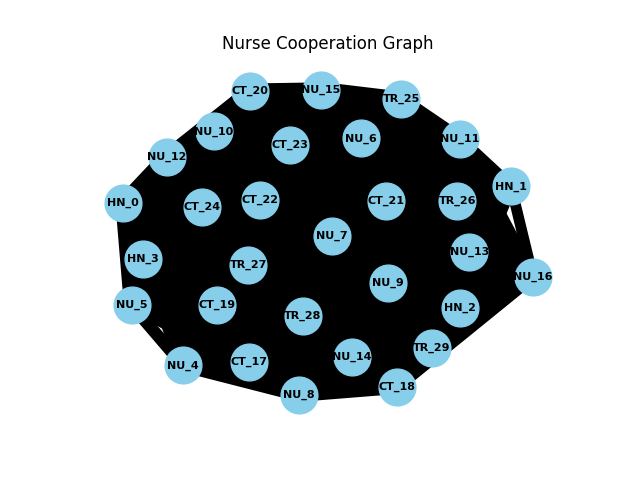 Nurse Cooperation Graph
CT_20
NU_15
TR_25
NU_10
NU_6
NU_11
CT_23
NU_12
HN_1
HN_0
CT_24
CT_22
CT_21
TR_26
NU_7
NU_13
HN_3
TR_27
NU_16
NU_9
NU_5
CT_19
TR_28
HN_2
TR_29
NU_4
CT_17
NU_14
CT_18
NU_8